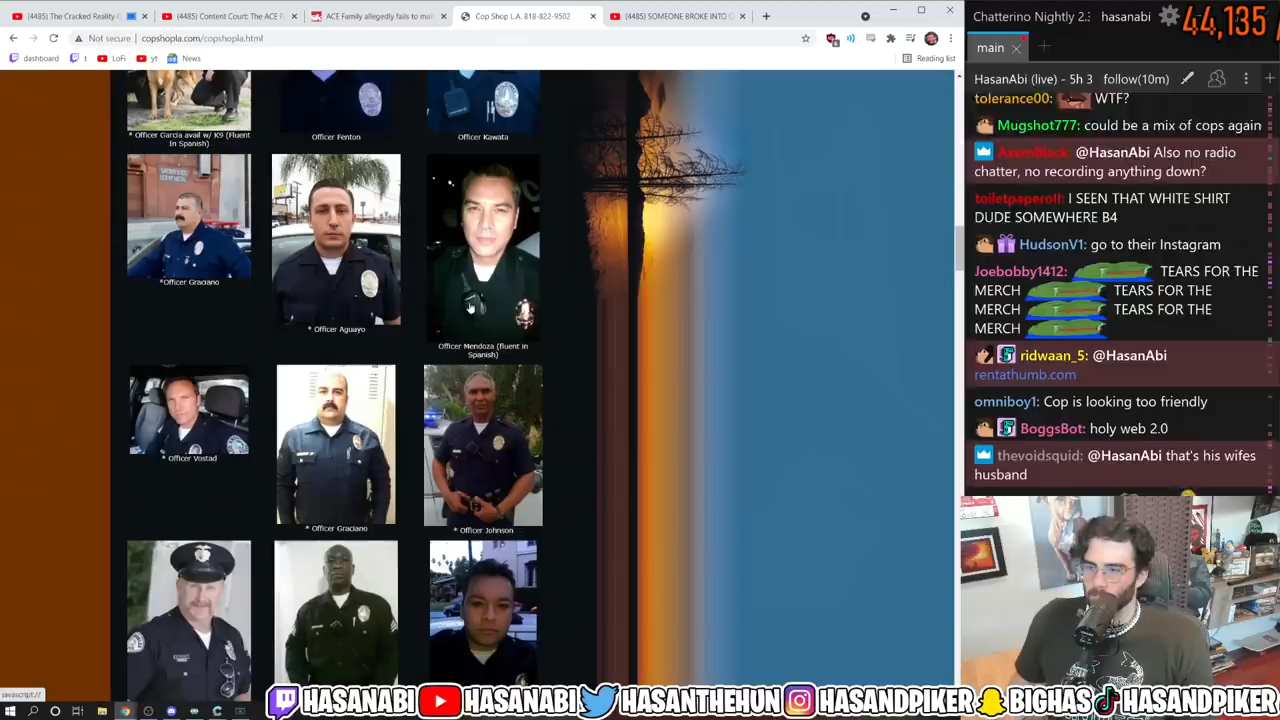 (4485) The Cracked Reality O
(4485) Content Court: The ACE F
ACE Family allegedly fails to mak
Cop Shop L.A. 818-822-9502
(4485) SOMEONE BROKE INTO O
Not secure
copshopla.com/copshopla.html
dashboard
t
LoFi
yt
News
Reading list
* Officer Garcia avail w/ K9 (Fluent
In Spanish)
Officer Fenton
Officer Kawata
*Officer Graciano
* Officer Aguayo
Officer Mendoza (fluent in
Spanish)
* Officer Vostad
* Officer Graciano
* Officer Johnson
javascript://
Chatterino Nightly 2.
hasanabi
44,135
main
HasanAbi (live) - 5h 3
follow(10m)
tolerance00: WTF?
Mugshot777: could be a mix of cops again
AxemBlack: @HasanAbi Also no radio
chatter, no recording anything down?
toiletpaperoll: I SEEN THAT WHITE SHIRT
DUDE SOMEWHERE B4
HudsonV1: go to their Instagram
Joebobby1412: TEARS FOR THE
MERCH TEARS FOR THE
MERCH TEARS FOR THE
MERCH
ridwaan_5: @HasanAbi
rentathumb.com
omniboy1: Cop is looking too friendly
BoggsBot: holy web 2.0
thevoidsquid: @HasanAbi that's his wifes
husband
HASANABI HASANABI HASANTHEHUN HASANDPIKER BIGHAS HASANDPIKER